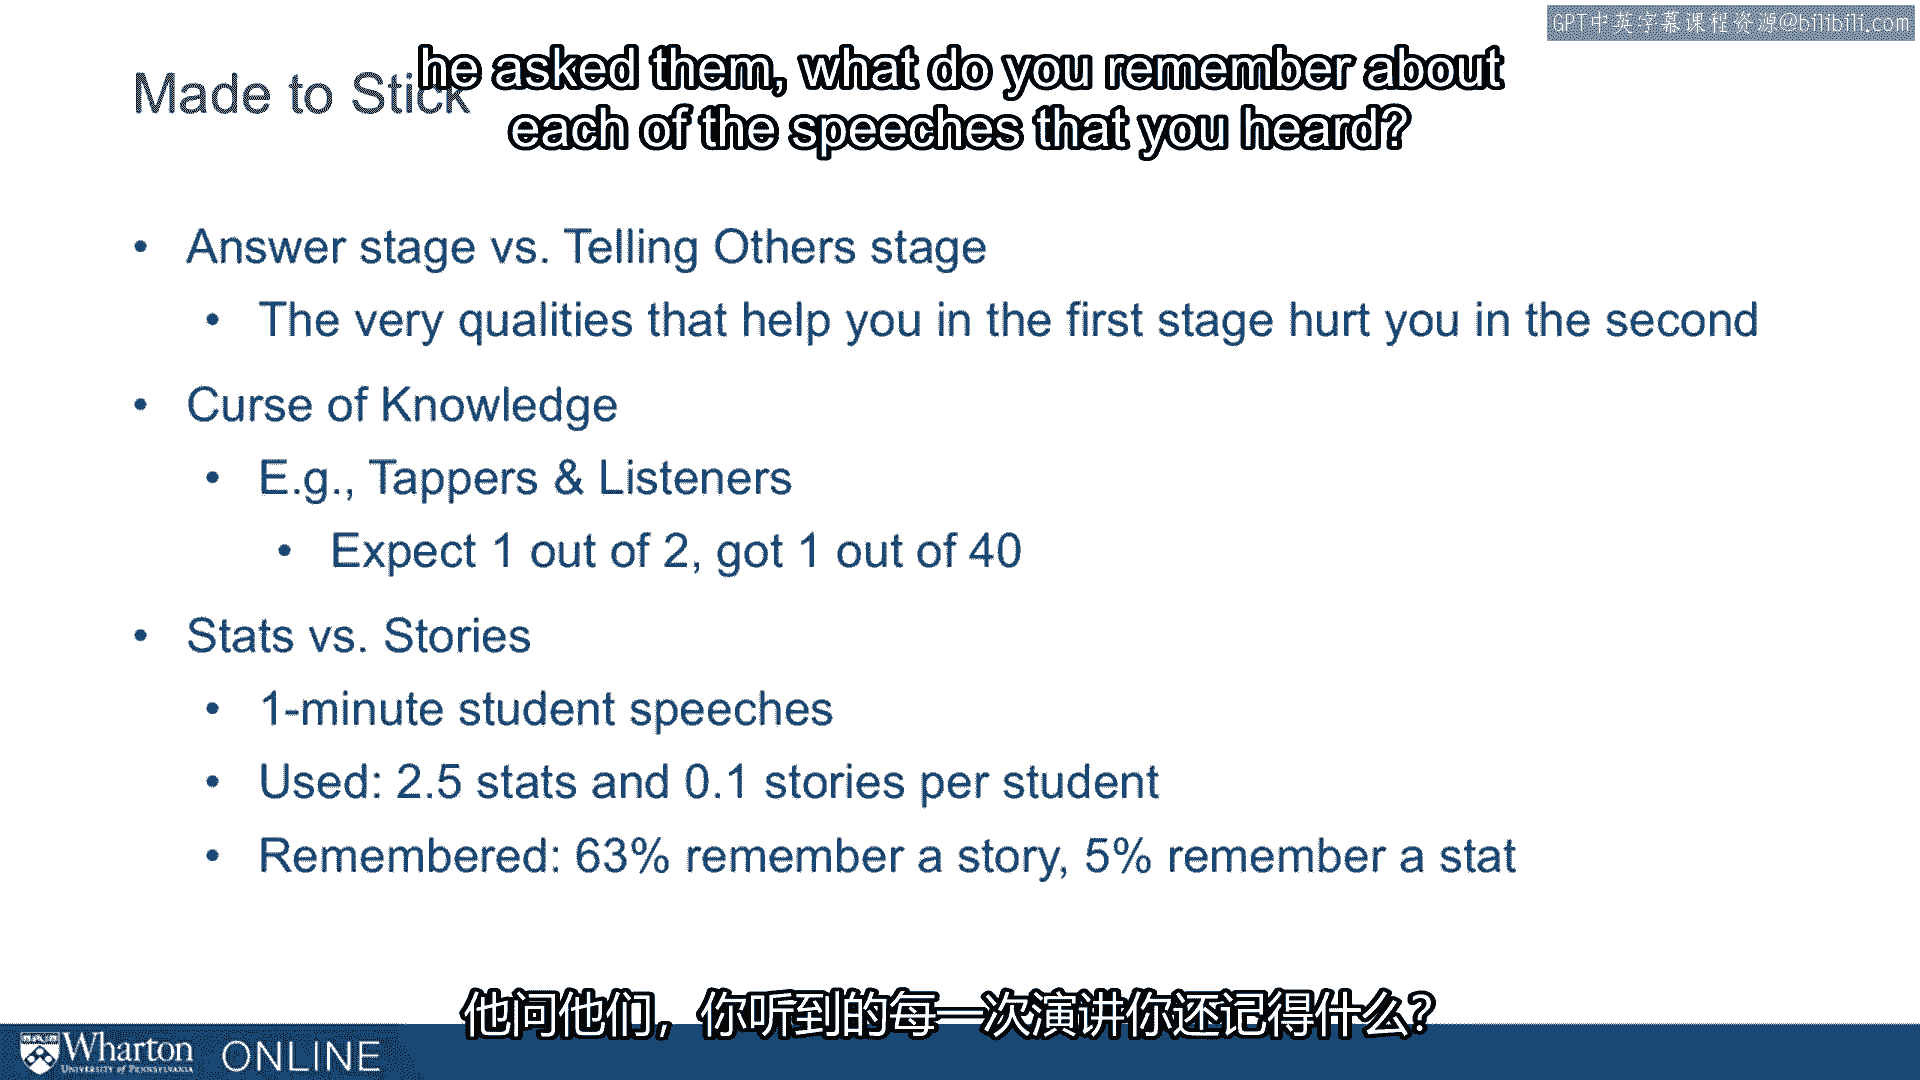 GPT中英字幕课程资源@bilibili.com
he asked them, what do you remember about
each of the speeches that you heard?
Made to Stick
• Answer stage vs. Telling Others stage
• The very qualities that help you in the first stage hurt you in the second
• Curse of Knowledge
• E.g., Tappers & Listeners
• Expect 1 out of 2, got 1 out of 40
• Stats vs. Stories
• 1-minute student speeches
• Used: 2.5 stats and 0.1 stories per student
• Remembered: 63% remember a story, 5% remember a stat
他问他们，你听到的每一次演讲你还记得什么？
Wharton ONLINE
UNIVERSITY of PENNSYLVANIA